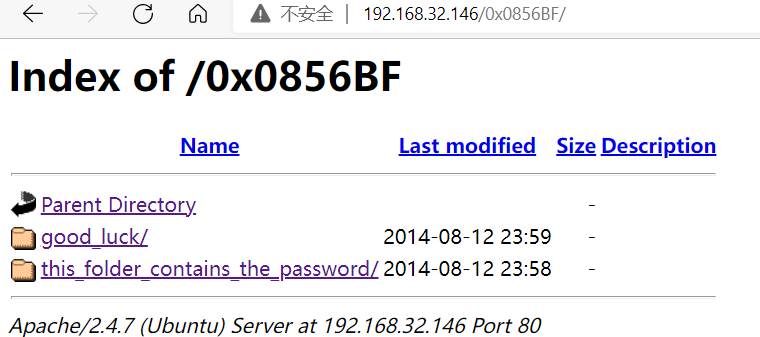 不安全 | 192.168.32.146/0x0856BF/
Index of /0x0856BF
Name Last modified Size Description
Parent Directory -
good_luck/ 2014-08-12 23:59 -
this_folder_contains_the_password/ 2014-08-12 23:58 -
Apache/2.4.7 (Ubuntu) Server at 192.168.32.146 Port 80